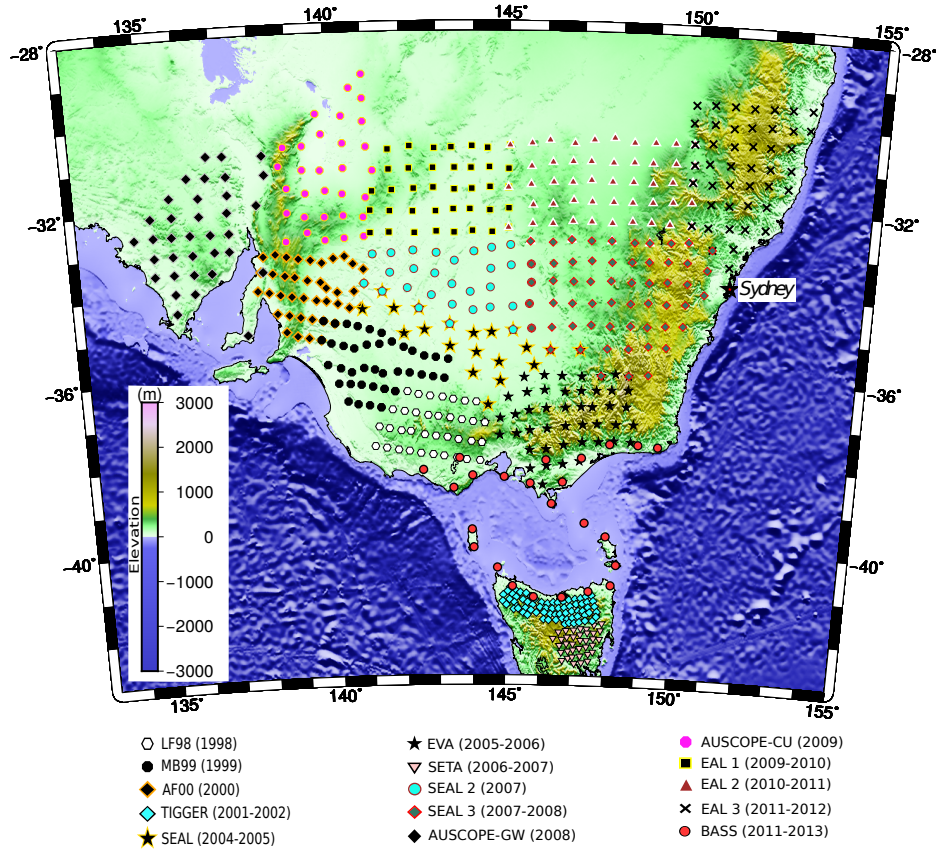 135° 140° 145° 150° 155°
−28° −28°
−32° −32°
Sydney
−36° −36°
(m)
3000
2000
1000
0
−1000
−2000
−3000
Elevation
−40° −40°
135° 140° 145° 150° 155°
LF98 (1998)
MB99 (1999)
AF00 (2000)
TIGGER (2001-2002)
SEAL (2004-2005)
EVA (2005-2006)
SETA (2006-2007)
SEAL 2 (2007)
SEAL 3 (2007-2008)
AUSCOPE-GW (2008)
AUSCOPE-CU (2009)
EAL 1 (2009-2010)
EAL 2 (2010-2011)
EAL 3 (2011-2012)
BASS (2011-2013)